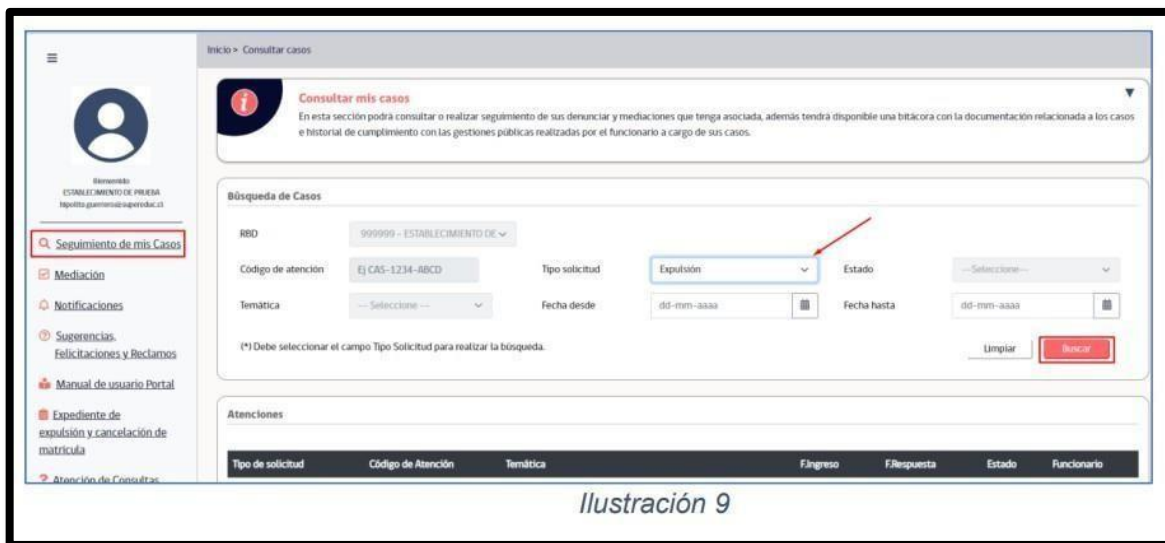 Inicio > Consultar casos
Consultar mis casos
En esta sección podrá consultar o realizar seguimiento de sus denunciar y mediaciones que tenga asociada, además tendrá disponible una bitácora con la documentación relacionada a los casos
e historial de cumplimiento con las gestiones públicas realizadas por el funcionario a cargo de sus casos.
Bienvenido
ESTABLECIMIENTO DE PRUEBA
Seguimiento de mis Casos
Mediación
Notificaciones
Sugerencias,
Felicitaciones y Reclamos
Manual de usuario Portal
Expediente de
expulsión y cancelación de
matrícula
Atención de Consultas
Búsqueda de Casos
RBD 999999 - ESTABLECIMIENTO DE
Código de atención Ej CAS-1234-ABCD Tipo solicitud Expulsión Estado ---Seleccione---
Temática --- Seleccione --- Fecha desde dd-mm-aaaa Fecha hasta dd-mm-aaaa
(*) Debe seleccionar el campo Tipo Solicitud para realizar la búsqueda.
Limpiar Buscar
Atenciones
Tipo de solicitud Código de Atención Temática F.Ingreso F.Respuesta Estado Funcionario
Ilustración 9